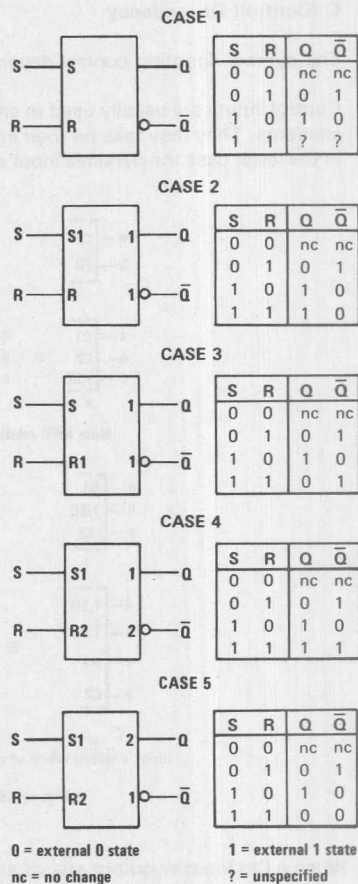 CASE 1
S S Q
R R Q̄
S R Q Q̄
0 0 nc nc
0 1 0 1
1 0 1 0
1 1 ? ?
CASE 2
S S1 1 Q
R R 1 Q̄
S R Q Q̄
0 0 nc nc
0 1 0 1
1 0 1 0
1 1 1 0
CASE 3
S S 1 Q
R R1 1 Q̄
S R Q Q̄
0 0 nc nc
0 1 0 1
1 0 1 0
1 1 0 1
CASE 4
S S1 1 Q
R R2 2 Q̄
S R Q Q̄
0 0 nc nc
0 1 0 1
1 0 1 0
1 1 1 1
CASE 5
S S1 2 Q
R R2 1 Q̄
S R Q Q̄
0 0 nc nc
0 1 0 1
1 0 1 0
1 1 0 0
0 = external 0 state 1 = external 1 state
nc = no change ? = unspecified